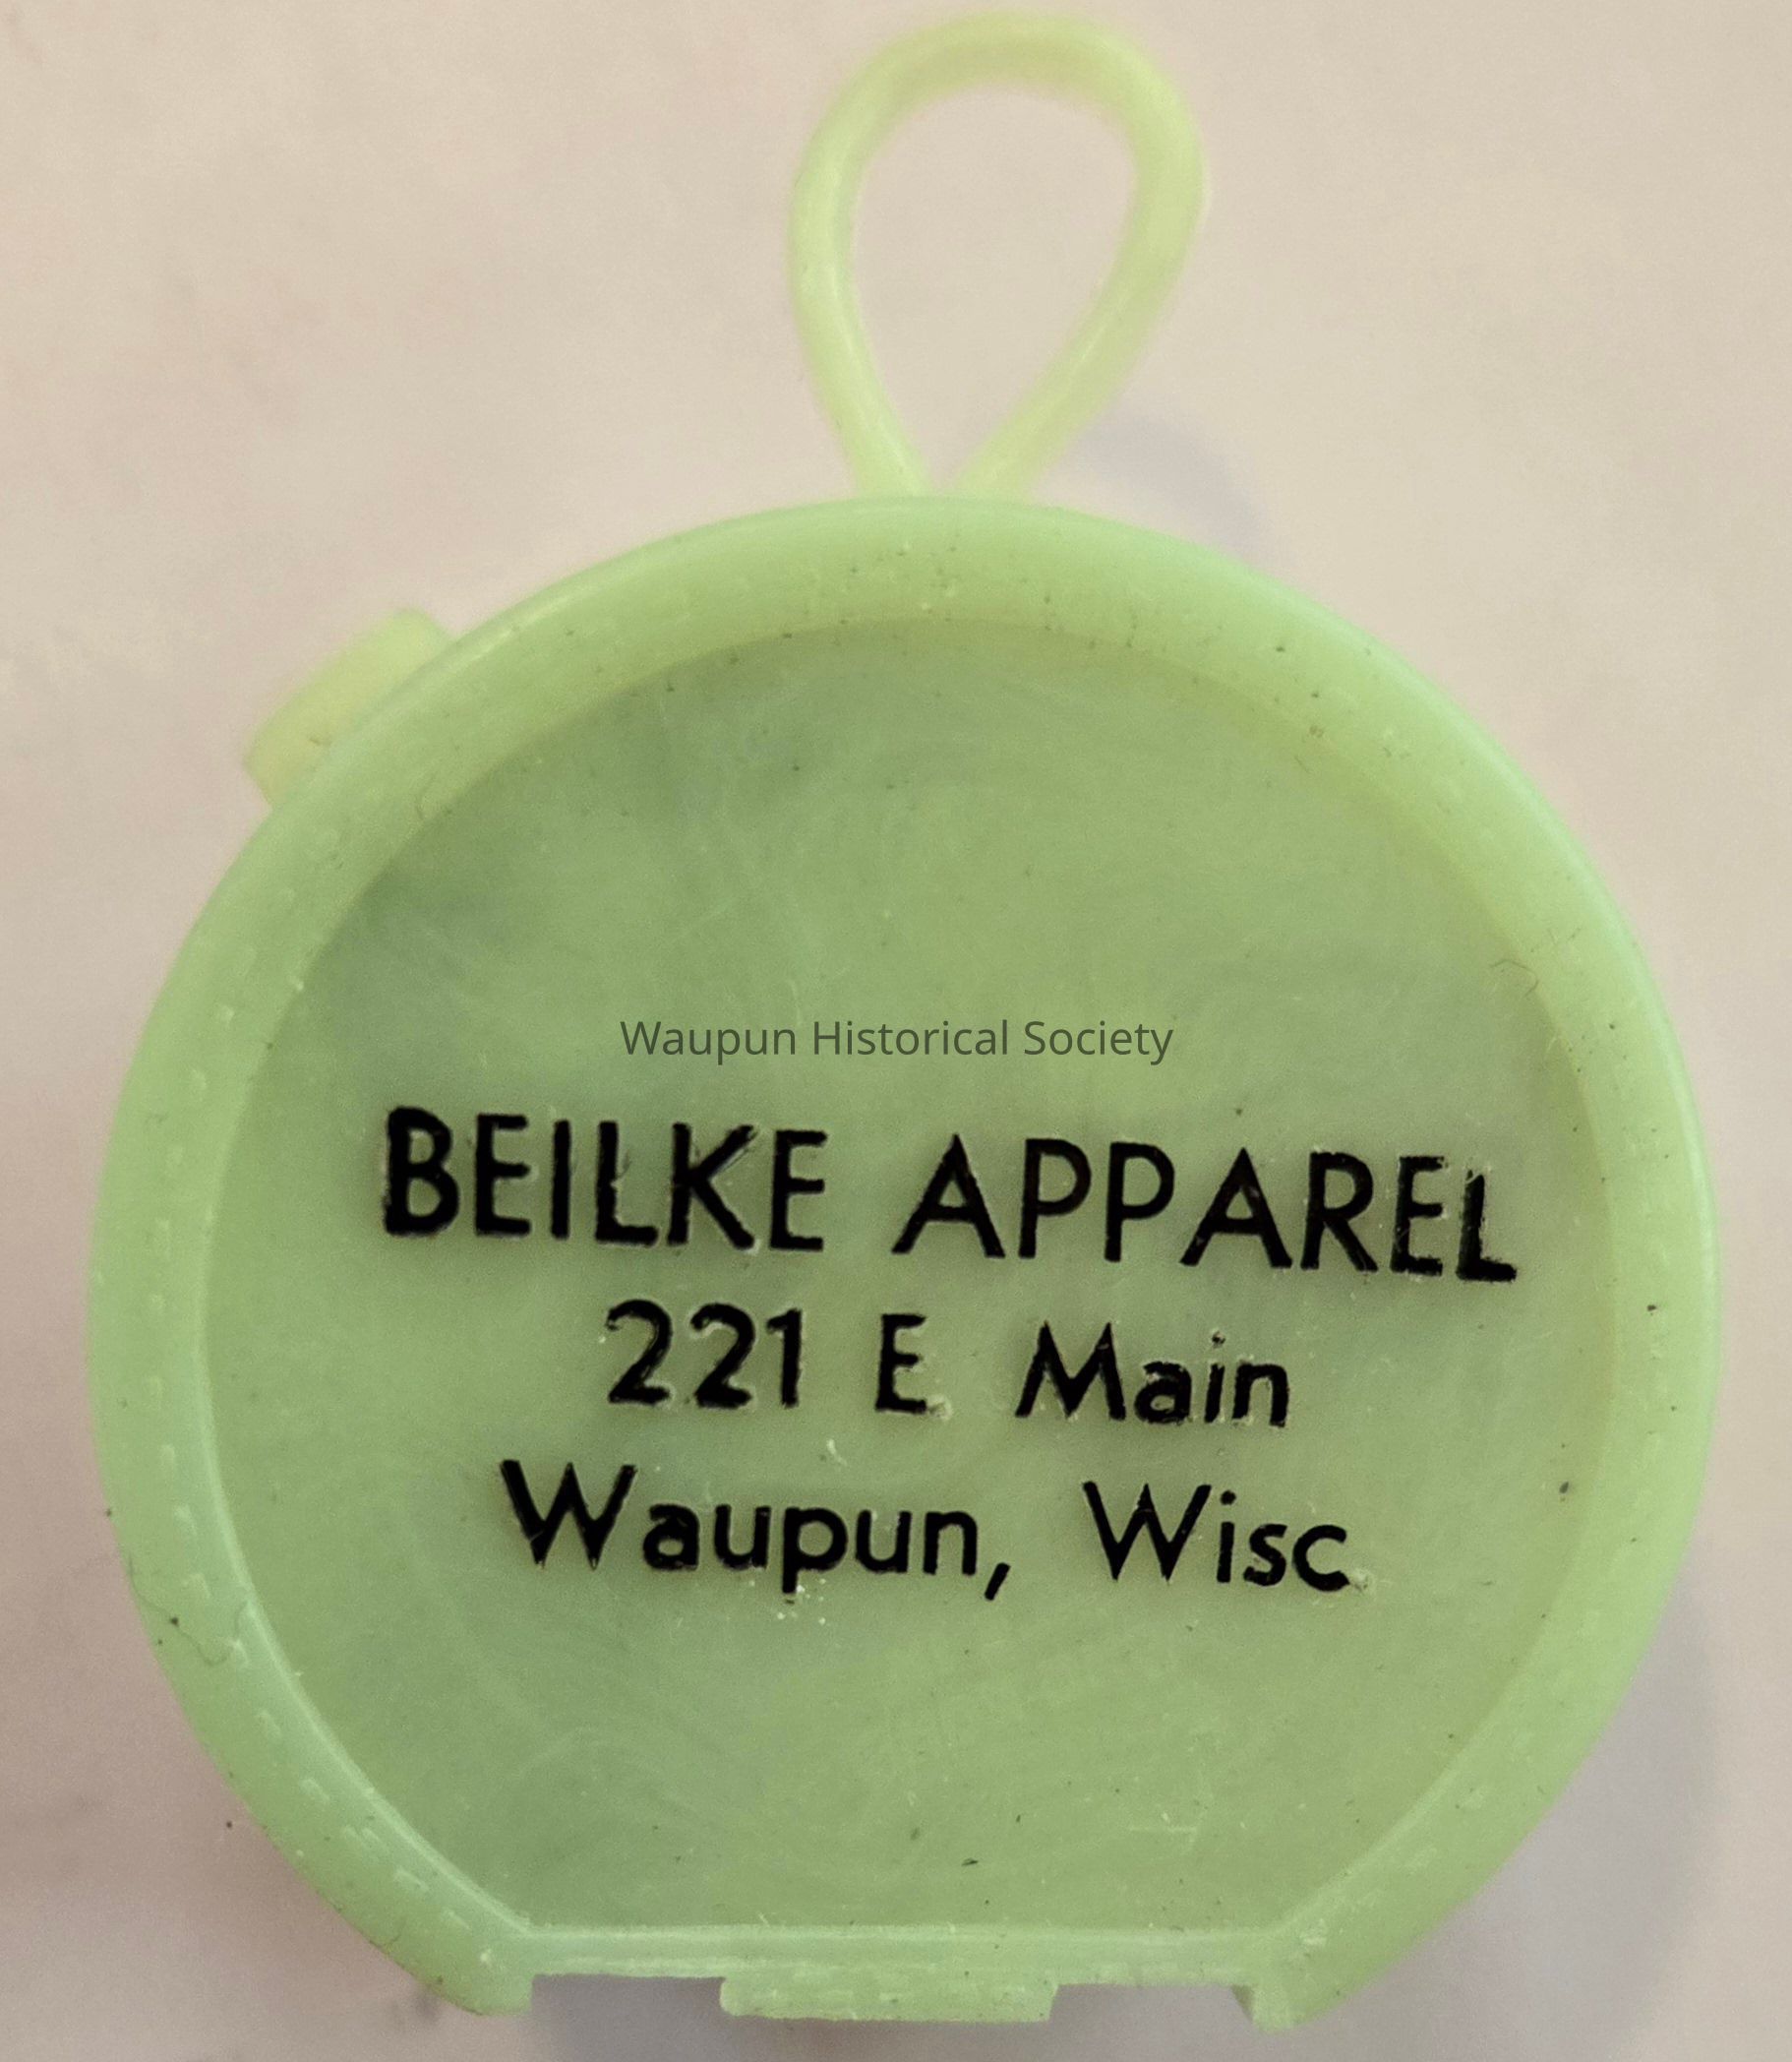 Waupun Historical Society
BEILKE APPAREL
221 E Main
Waupun, Wisc